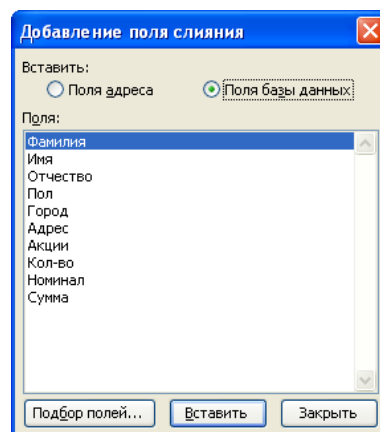 Добавление поля слияния
Вставить:
Поля адреса Поля базы данных
Поля:
Фамилия
Имя
Отчество
Пол
Город
Адрес
Акции
Кол-во
Номинал
Сумма
Подбор полей... Вставить Закрыть